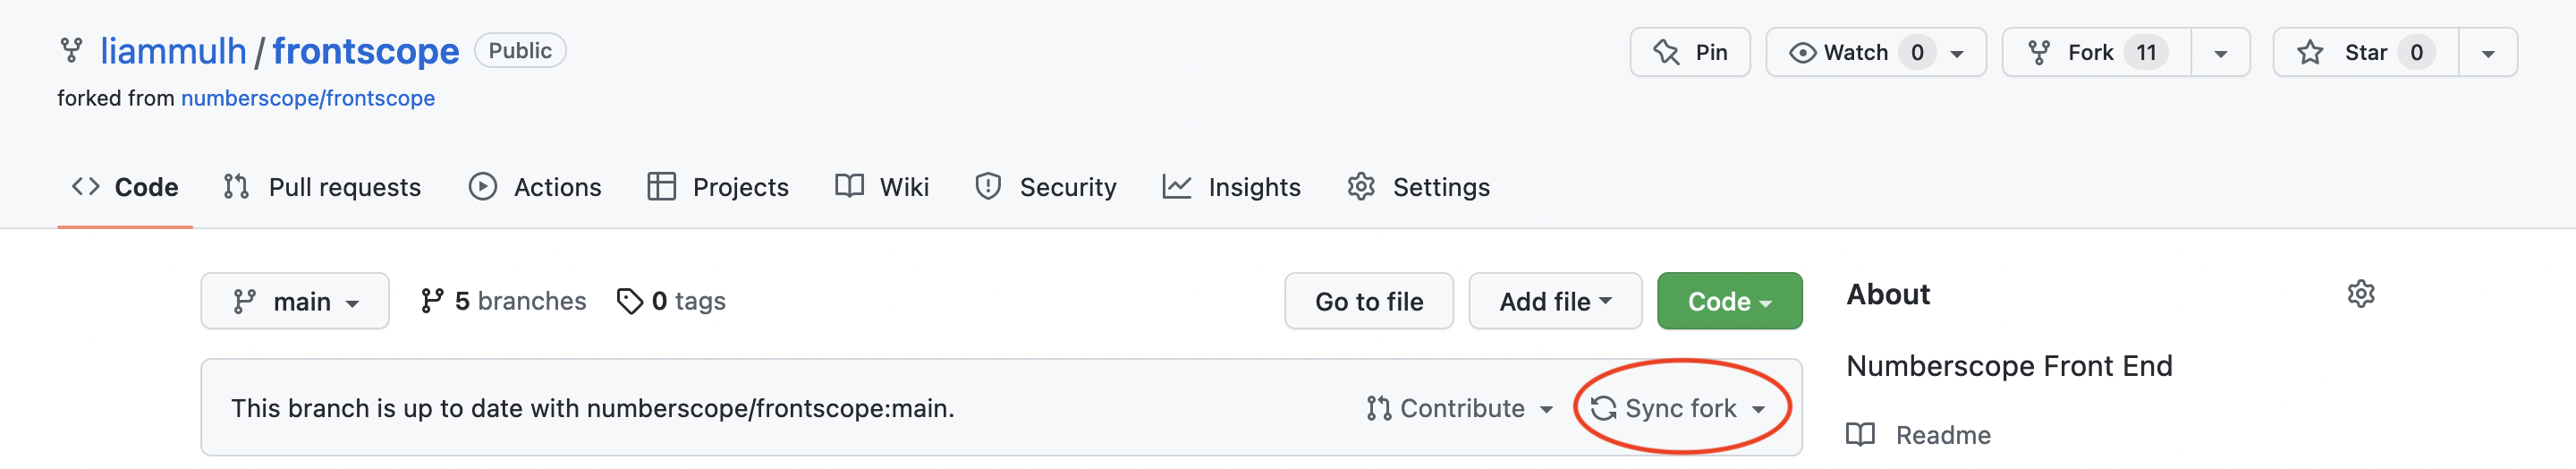 liammulh/frontscope Public
Pin
Watch 0
Fork 11
Star 0
forked from numberscope/frontscope
Code
Pull requests
Actions
Projects
Wiki
Security
Insights
Settings
main
5 branches
0 tags
Go to file
Add file
Code
About
Numberscope Front End
This branch is up to date with numberscope/frontscope:main.
Contribute
Sync fork
Readme